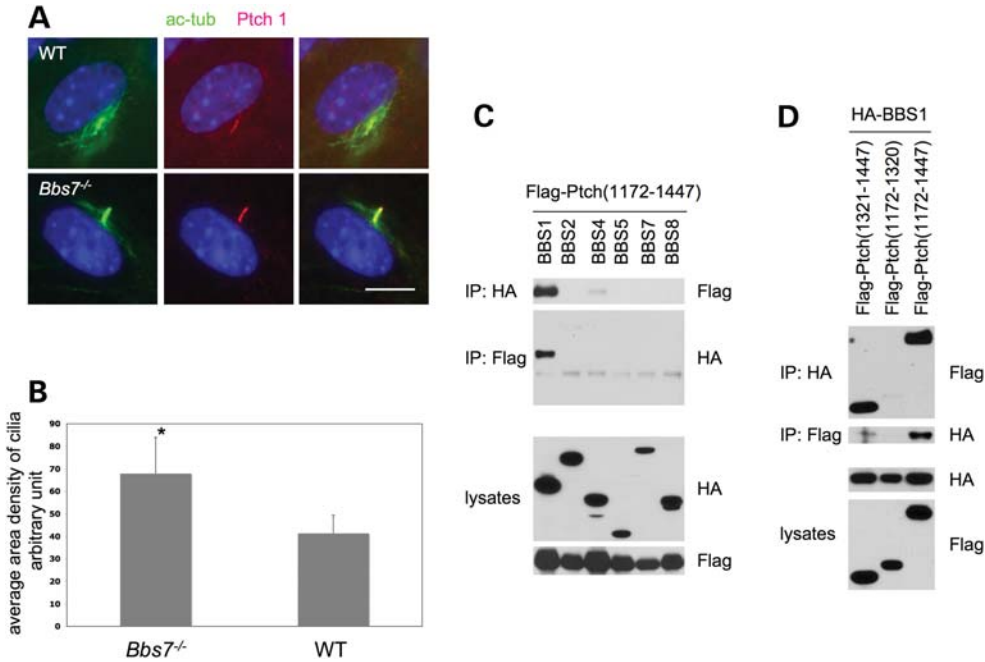 A
ac-tub Ptch 1
WT
Bbs7-/-
B
average area density of cilia
arbitrary unit
90
80
70
60
50
40
30
20
10
0
*
Bbs7-/- WT
C
Flag-Ptch(1172-1447)
BBS1 BBS2 BBS4 BBS5 BBS7 BBS8
IP: HA Flag
IP: Flag HA
lysates HA
Flag
D
HA-BBS1
Flag-Ptch(1321-1447)
Flag-Ptch(1172-1320)
Flag-Ptch(1172-1447)
IP: HA Flag
IP: Flag HA
HA
lysates Flag